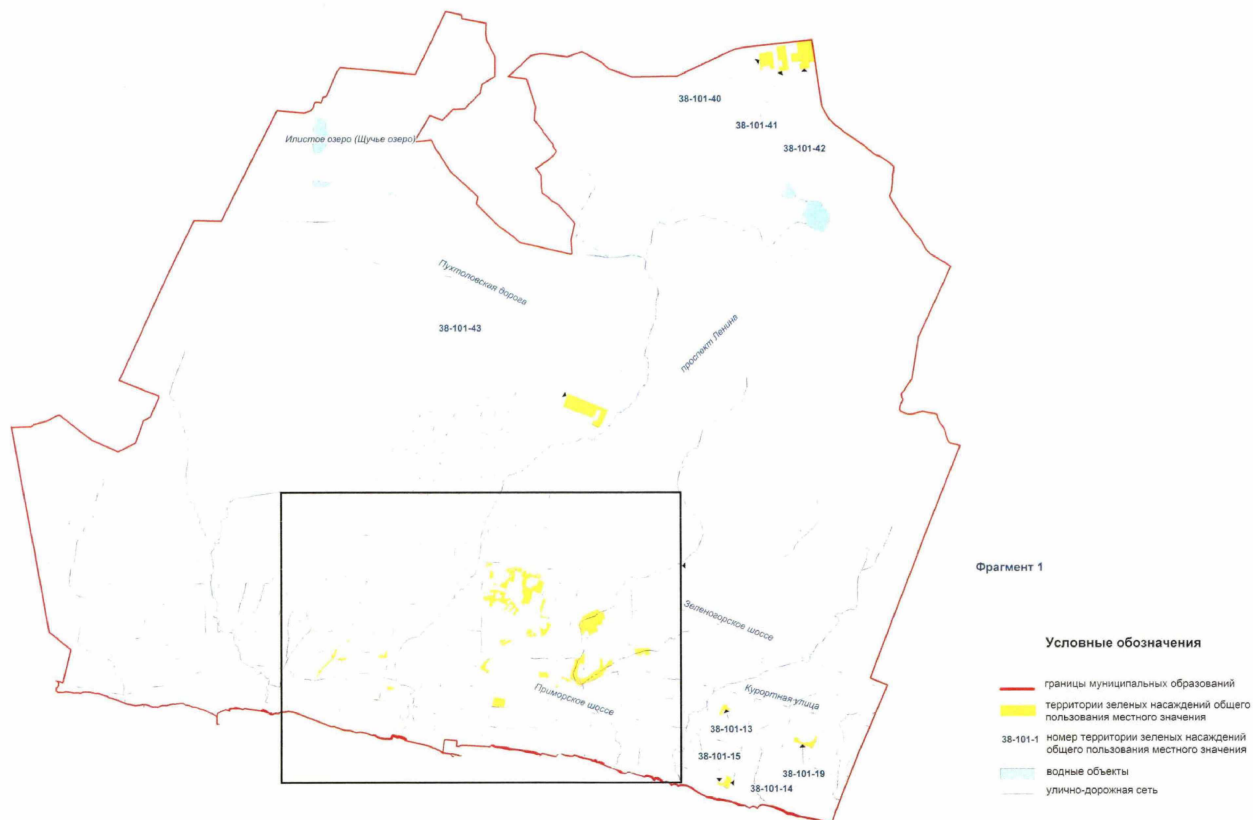 38-101-40
38-101-41
38-101-42
Илистое озеро (Щучье озеро)
Пухтоловская дорога
38-101-43
проспект Ленина
Фрагмент 1
Зеленогорское шоссе
Приморское шоссе
Курортная улица
38-101-13
38-101-15
38-101-19
38-101-14
Условные обозначения
границы муниципальных образований
территории зеленых насаждений общего
пользования местного значения
38-101-1 номер территории зеленых насаждений
общего пользования местного значения
водные объекты
улично-дорожная сеть